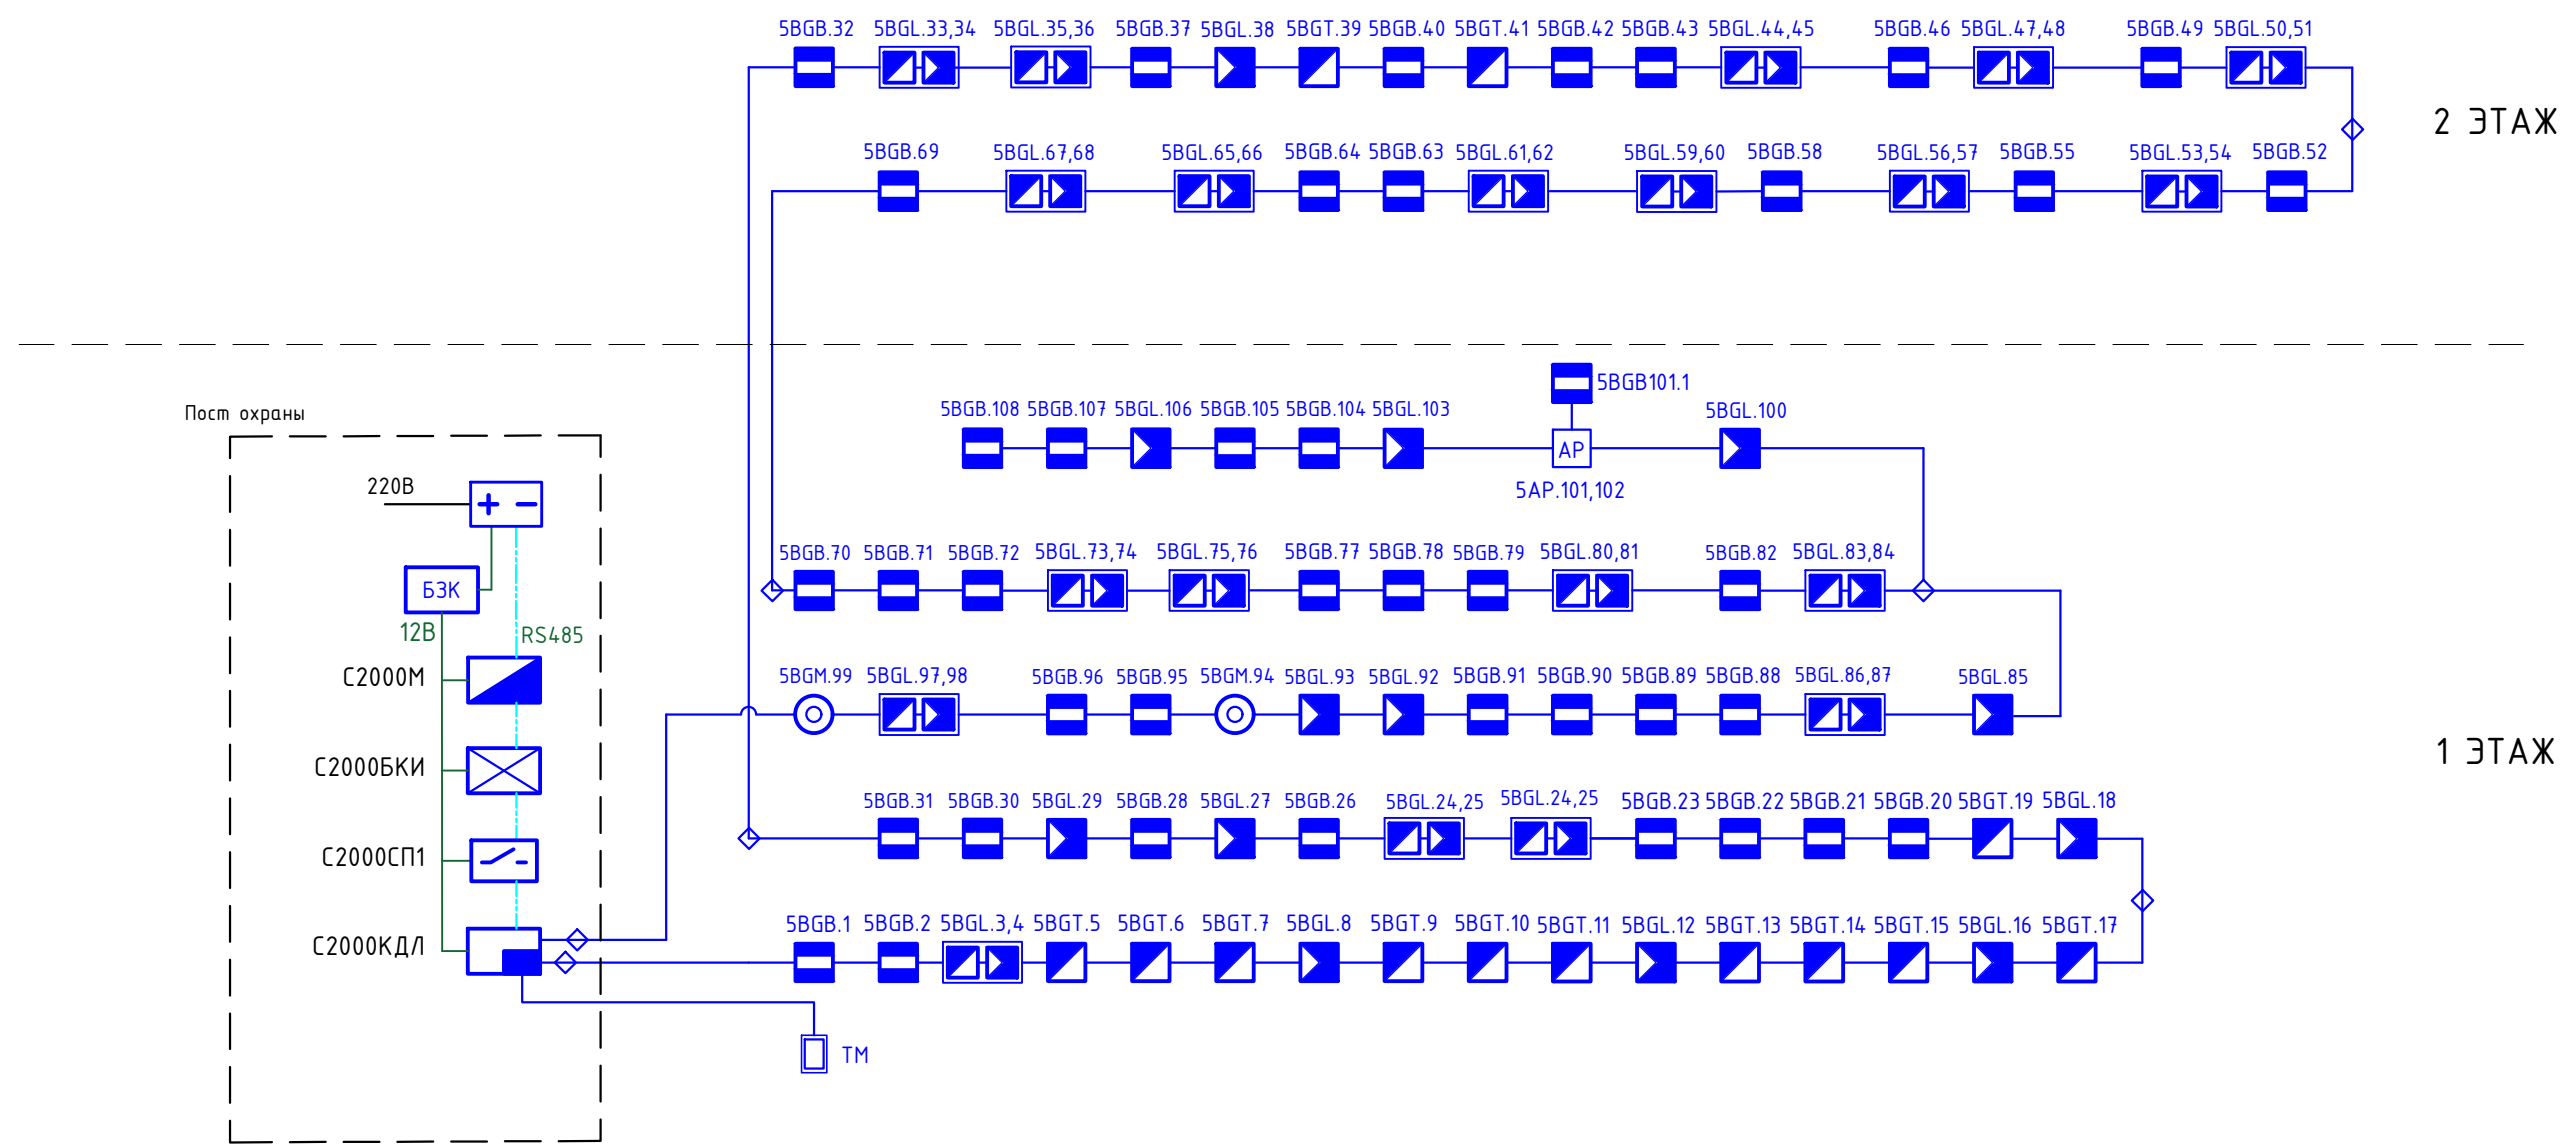 5BGB.32 5BGL.33,34 5BGL.35,36 5BGB.37 5BGL.38 5BGT.39 5BGB.40 5BGT.41 5BGB.42 5BGB.43 5BGL.44,45 5BGB.46 5BGL.47,48 5BGB.49 5BGL.50,51
2 ЭТАЖ
5BGB.69 5BGL.67,68 5BGL.65,66 5BGB.64 5BGB.63 5BGL.61,62 5BGL.59,60 5BGB.58 5BGL.56,57 5BGB.55 5BGL.53,54 5BGB.52
5BGB101.1
Пост охраны
5BGB.108 5BGB.107 5BGL.106 5BGB.105 5BGB.104 5BGL.103 5BGL.100
АР
5АР.101,102
220В
5BGB.70 5BGB.71 5BGB.72 5BGL.73,74 5BGL.75,76 5BGB.77 5BGB.78 5BGB.79 5BGL.80,81 5BGB.82 5BGL.83,84
БЗК
12В RS485
С2000М
5BGM.99 5BGL.97,98 5BGB.96 5BGB.95 5BGM.94 5BGL.93 5BGL.92 5BGB.91 5BGB.90 5BGB.89 5BGB.88 5BGL.86,87 5BGL.85
1 ЭТАЖ
С2000БКИ
5BGB.31 5BGB.30 5BGL.29 5BGB.28 5BGL.27 5BGB.26 5BGL.24,25 5BGL.24,25 5BGB.23 5BGB.22 5BGB.21 5BGB.20 5BGT.19 5BGL.18
С2000СП1
5BGB.1 5BGB.2 5BGL.3,4 5BGT.5 5BGT.6 5BGT.7 5BGL.8 5BGT.9 5BGT.10 5BGT.11 5BGL.12 5BGT.13 5BGT.14 5BGT.15 5BGL.16 5BGT.17
С2000КДЛ
ТМ